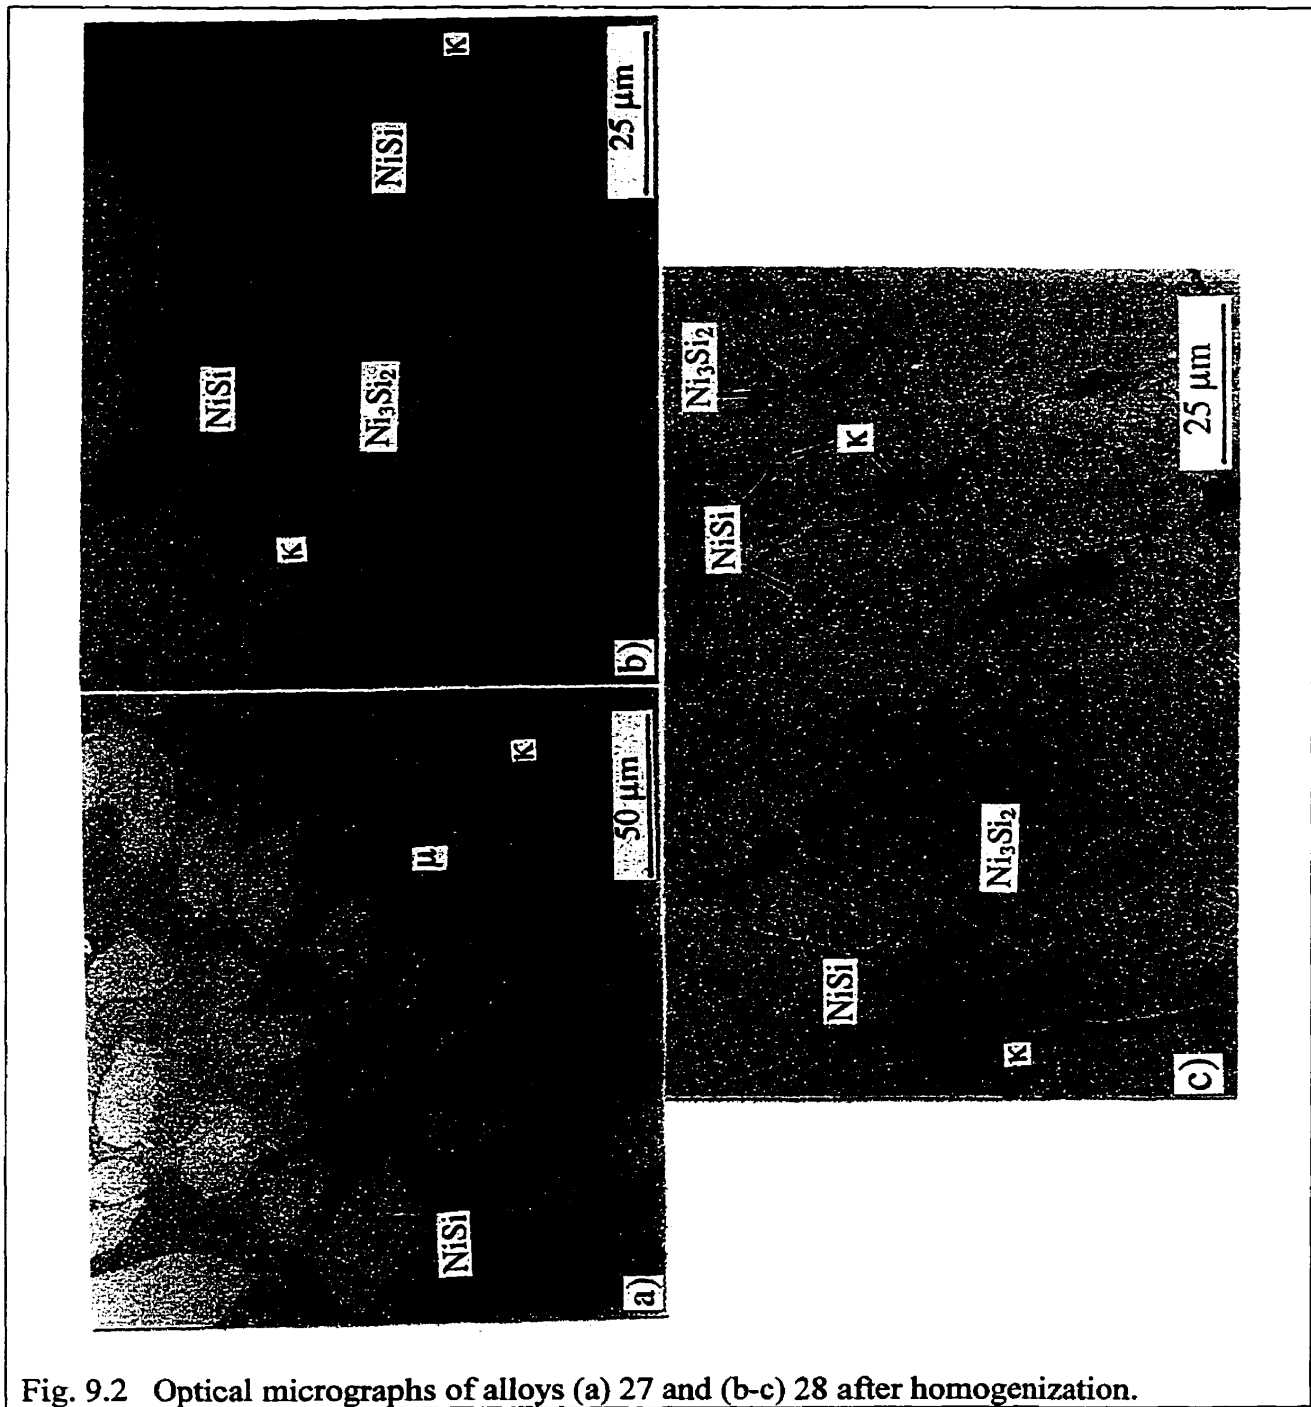 NiSi
μ
κ
a)
50 μm
κ
NiSi
Ni₃Si₂
NiSi
κ
b)
25 μm
κ
NiSi
Ni₃Si₂
NiSi
κ
Ni₃Si₂
c)
25 μm
Fig. 9.2 Optical micrographs of alloys (a) 27 and (b-c) 28 after homogenization.